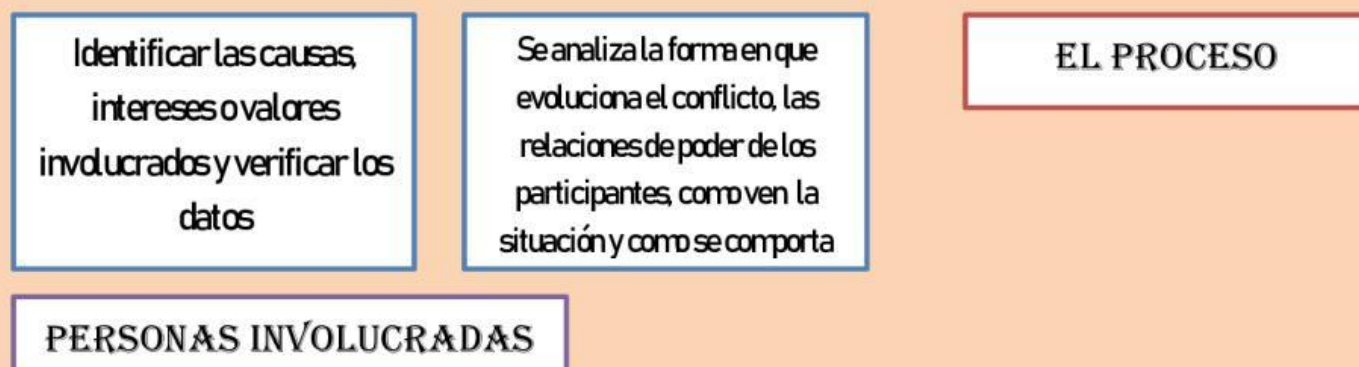 Identificar las causas,
intereses o valores
involucrados y verificar los
datos
Se analiza la forma en que
evoluciona el conflicto, las
relaciones de poder de los
participantes, como ven la
situación y como se comporta
EL PROCESO
PERSONAS INVOLUCRADAS